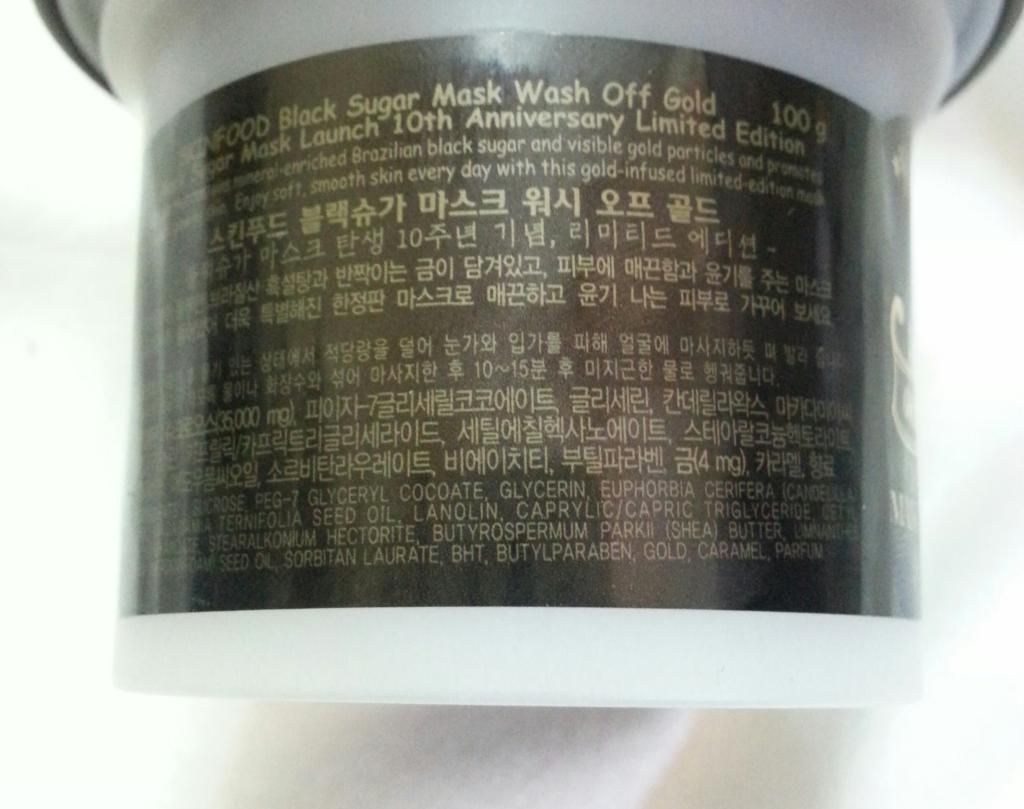 Black Sugar Mask Wash Off Gold 100 g
Mask Launch 10th Anniversary Limited Edition
mineral-enriched Brazilian black sugar and visible gold particles and promotes
Enjoy soft, smooth skin every day with this gold-infused limited-edition mask
스킨푸드 블랙슈가 마스크 워시 오프 골드
마스크 탄생 10주년 기념, 리미티드 에디션 -
흑설탕과 반짝이는 금이 담겨있고, 피부에 매끈함과 윤기를 주는 마스크
더욱 특별해진 한정판 마스크로 매끈하고 윤기 나는 피부로 가꾸어 보세요.
있는 상태에서 적당량을 덜어 눈가와 입가를 피해 얼굴에 마사지하듯 펴 발라
물이나 화장수와 섞어 마사지한 후 10~15분 후 미지근한 물로 헹궈줍니다.
(35,000 mg), 피이지-7글리세릴코코에이트, 글리세린, 칸데릴라왁스,
카프릭트리글리세라이드, 세틸에칠헥사노에이트, 스테아랄코늄헥토라이트,
소르비탄라우레이트, 비에이치티, 부틸파라벤, 금(4 mg), 카라멜, 향료
SUCROSE, PEG-7 GLYCERYL COCOATE, GLYCERIN, EUPHORBIA CERIFERA (CANDELILLA)
TERNIFOLIA SEED OIL, LANOLIN, CAPRYLIC/CAPRIC TRIGLYCERIDE,
STEARALKONIUM HECTORITE, BUTYROSPERMUM PARKII (SHEA) BUTTER,
SEED OIL, SORBITAN LAURATE, BHT, BUTYLPARABEN, GOLD, CARAMEL, PARFUM